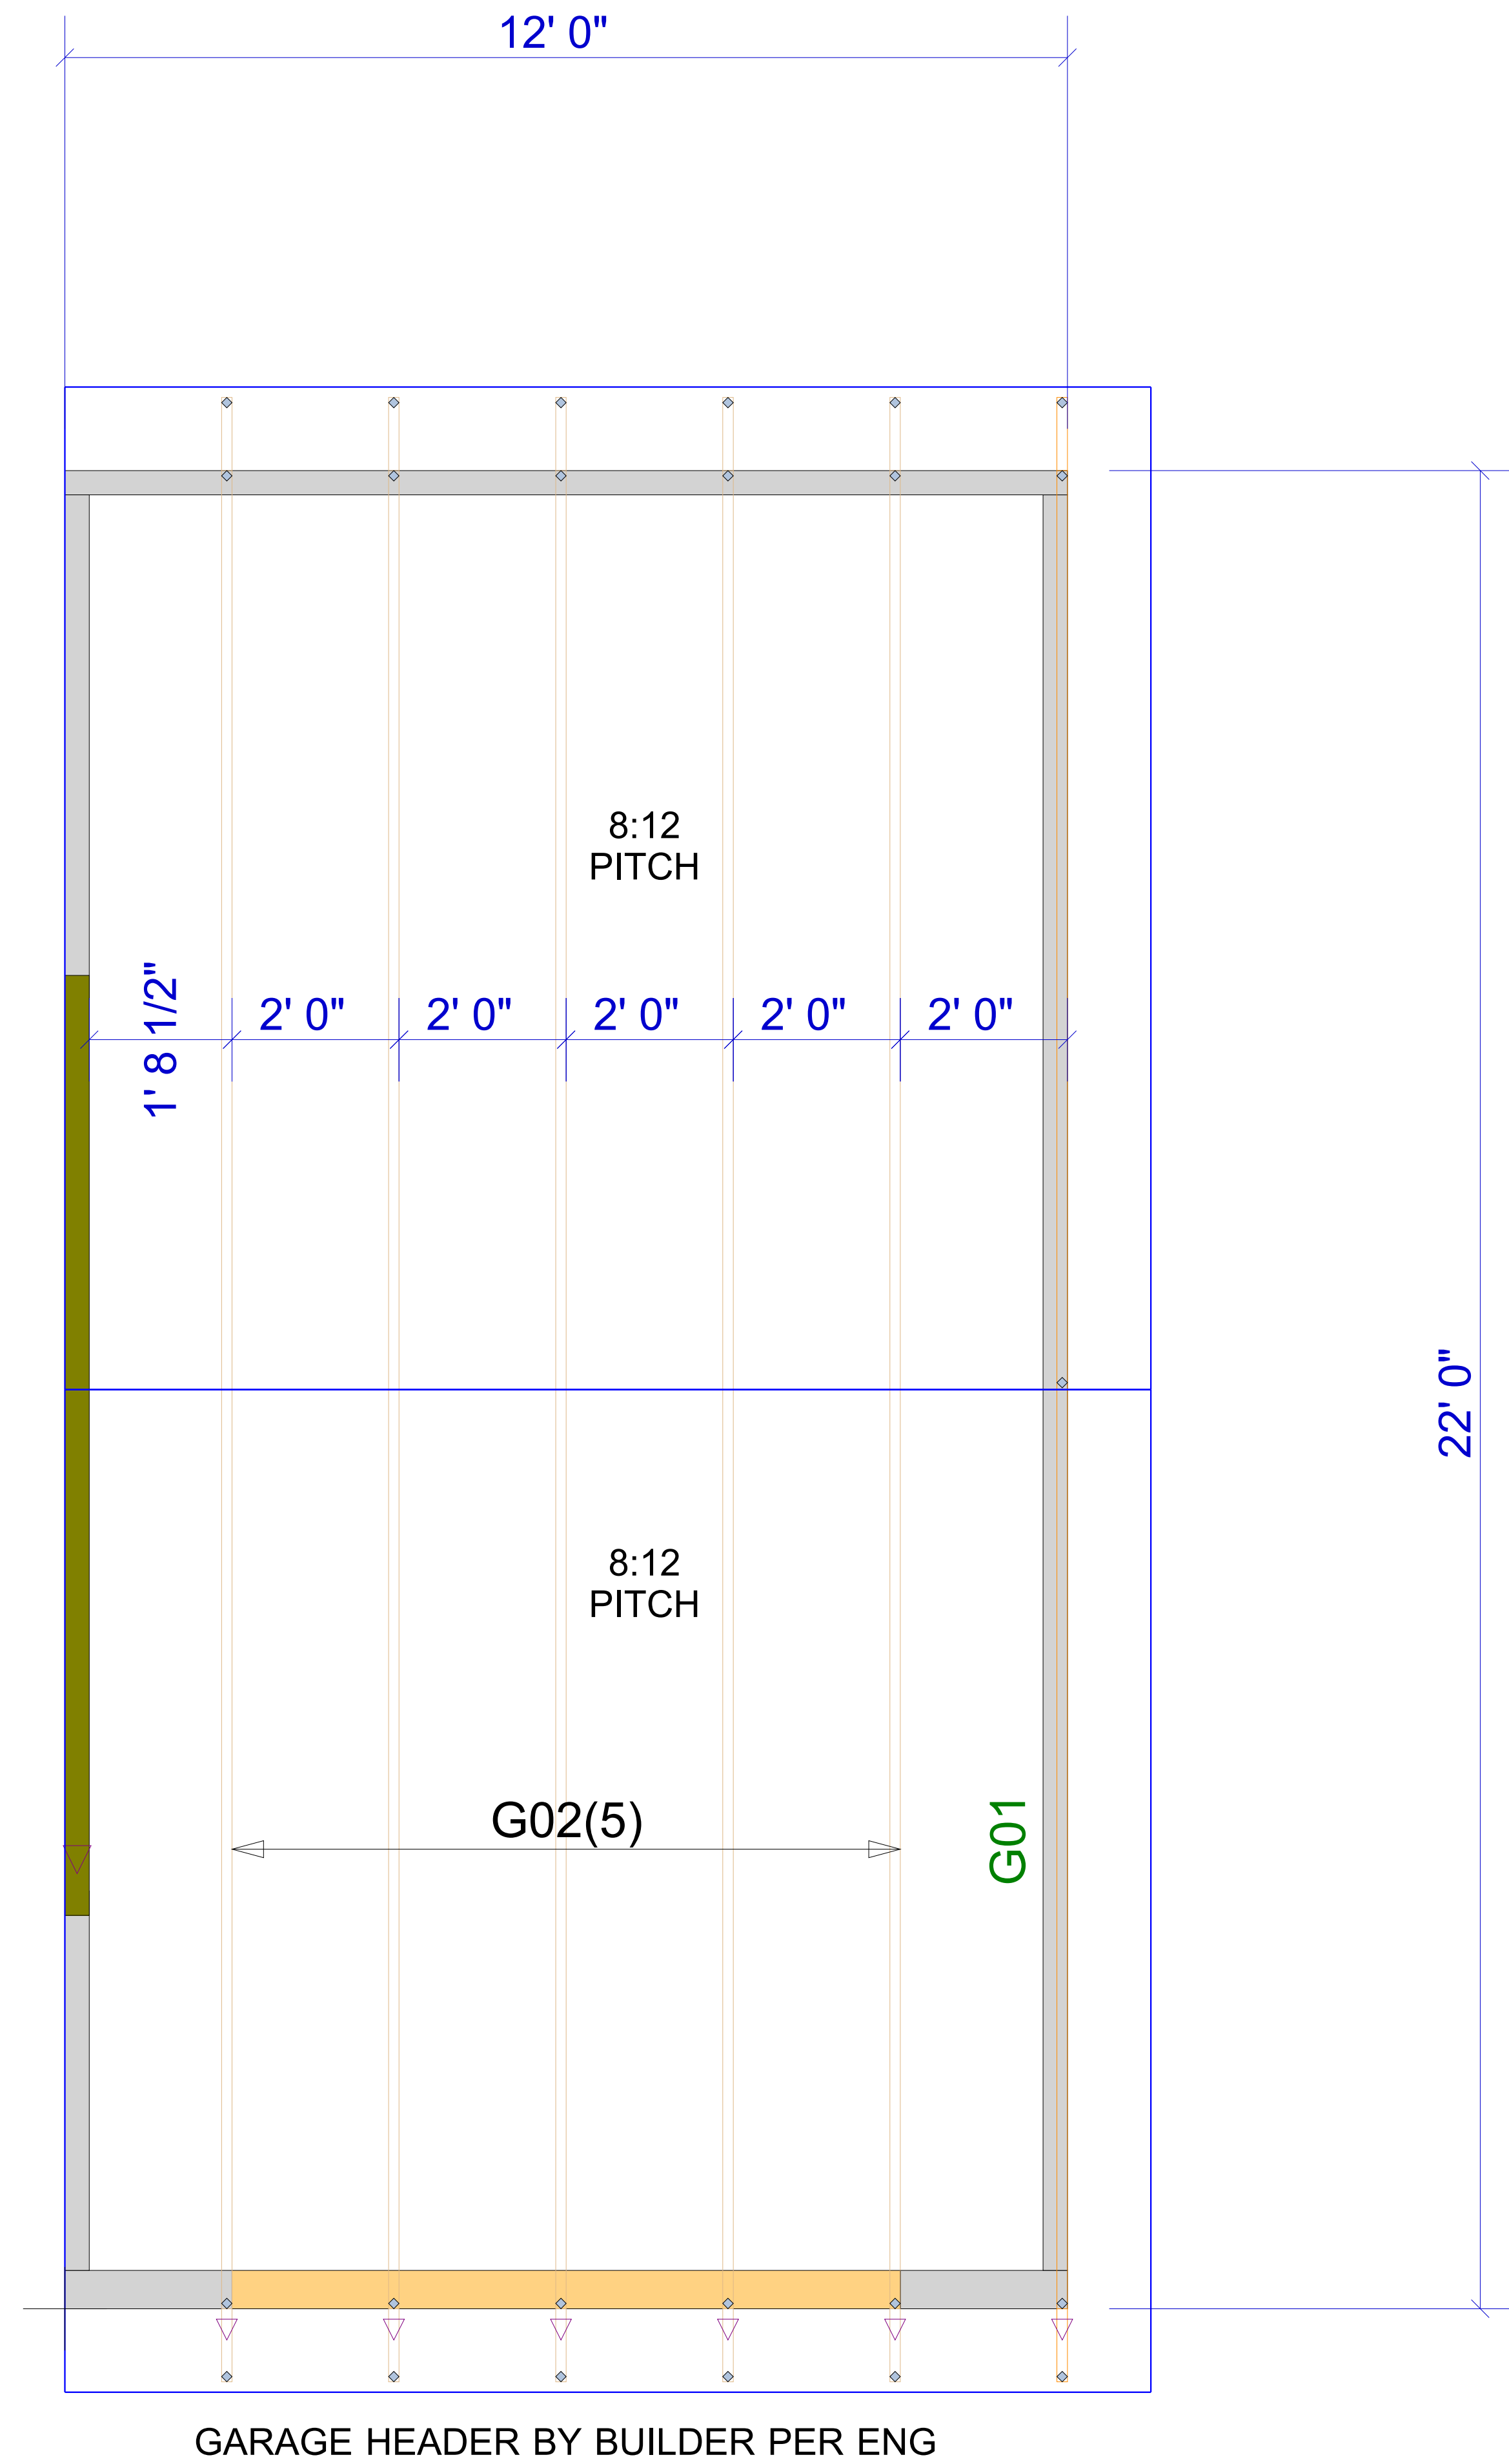 12' 0"
8:12
PITCH
1' 8 1/2"
2' 0" 2' 0" 2' 0" 2' 0" 2' 0"
22' 0"
8:12
PITCH
G02(5)
G01
GARAGE HEADER BY BUILDER PER ENG